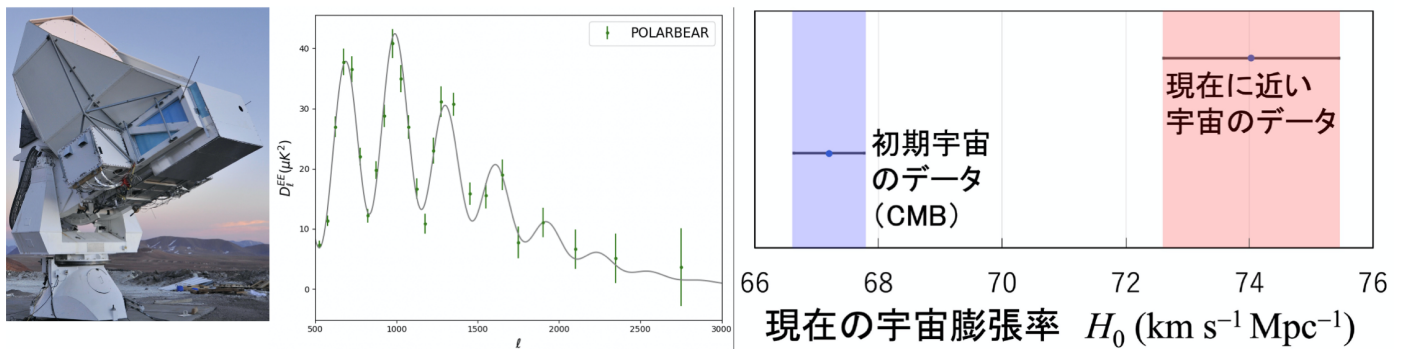 POLARBEAR
D_ℓ^{EE} (μK²)
40
30
20
10
0
500
1000
1500
2000
2500
3000
ℓ
現在に近い
宇宙のデータ
初期宇宙
のデータ
(CMB)
66
68
70
72
74
76
現在の宇宙膨張率 H₀ (km s⁻¹ Mpc⁻¹)